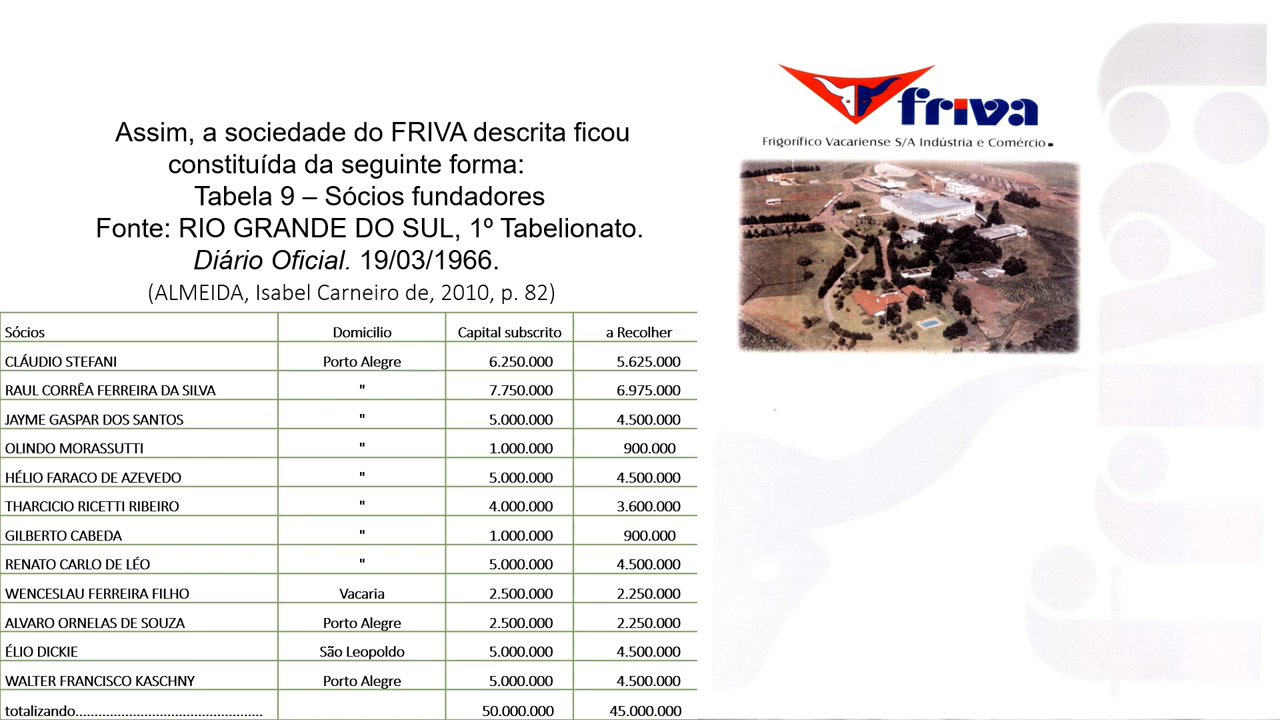 friva
Frigorífico Vacariense S/A Indústria e Comércio.
Assim, a sociedade do FRIVA descrita ficou
constituída da seguinte forma:
Tabela 9 – Sócios fundadores
Fonte: RIO GRANDE DO SUL, 1º Tabelionato.
Diário Oficial. 19/03/1966.
(ALMEIDA, Isabel Carneiro de, 2010, p. 82)
Sócios Domicilio Capital subscrito a Recolher
CLÁUDIO STEFANI Porto Alegre 6.250.000 5.625.000
RAUL CORRÊA FERREIRA DA SILVA " 7.750.000 6.975.000
JAYME GASPAR DOS SANTOS " 5.000.000 4.500.000
OLINDO MORASSUTTI " 1.000.000 900.000
HÉLIO FARACO DE AZEVEDO " 5.000.000 4.500.000
THARCICIO RICETTI RIBEIRO " 4.000.000 3.600.000
GILBERTO CABEDA " 1.000.000 900.000
RENATO CARLO DE LÉO " 5.000.000 4.500.000
WENCESLAU FERREIRA FILHO Vacaria 2.500.000 2.250.000
ALVARO ORNELAS DE SOUZA Porto Alegre 2.500.000 2.250.000
ÉLIO DICKIE São Leopoldo 5.000.000 4.500.000
WALTER FRANCISCO KASCHNY Porto Alegre 5.000.000 4.500.000
totalizando................................................ 50.000.000 45.000.000
friva